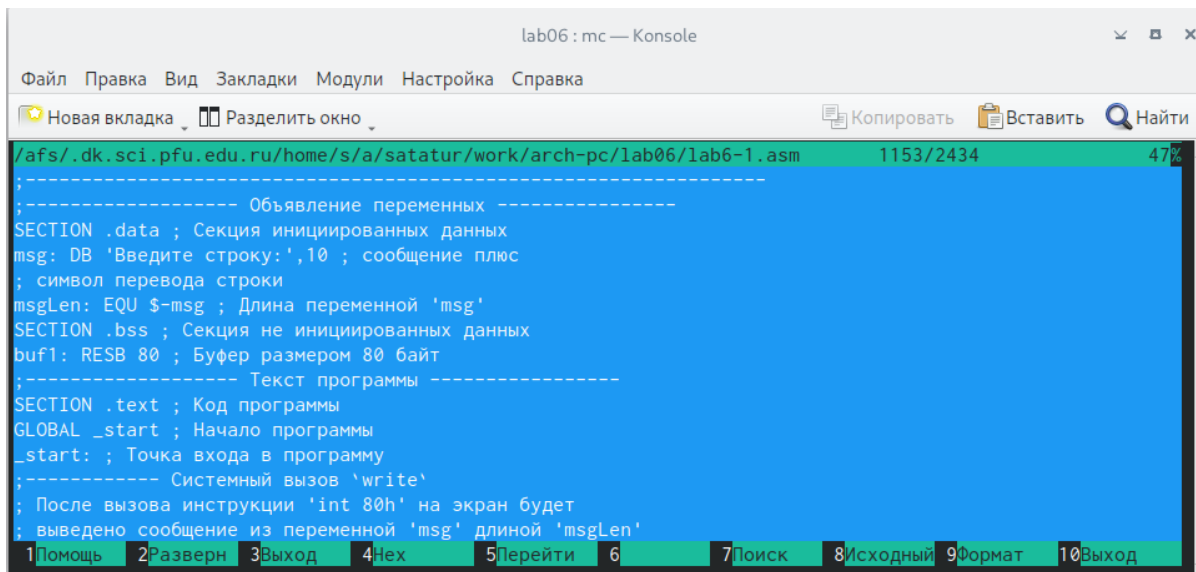 lab06 : mc — Konsole
Файл Правка Вид Закладки Модули Настройка Справка
Новая вкладка Разделить окно Копировать Вставить Найти
/afs/.dk.sci.pfu.edu.ru/home/s/a/satatur/work/arch-pc/lab06/lab6-1.asm 1153/2434 47%
;------------------------------------------------------------------
;------------------- Объявление переменных ----------------
SECTION .data ; Секция инициированных данных
msg: DB 'Введите строку:',10 ; сообщение плюс
; символ перевода строки
msgLen: EQU $-msg ; Длина переменной 'msg'
SECTION .bss ; Секция не инициированных данных
buf1: RESB 80 ; Буфер размером 80 байт
;------------------- Текст программы -----------------
SECTION .text ; Код программы
GLOBAL _start ; Начало программы
_start: ; Точка входа в программу
;------------ Системный вызов `write`
; После вызова инструкции 'int 80h' на экран будет
; выведено сообщение из переменной 'msg' длиной 'msgLen'
1Помощь 2Разверн 3Выход 4Hex 5Перейти 6 7Поиск 8Исходный 9Формат 10Выход